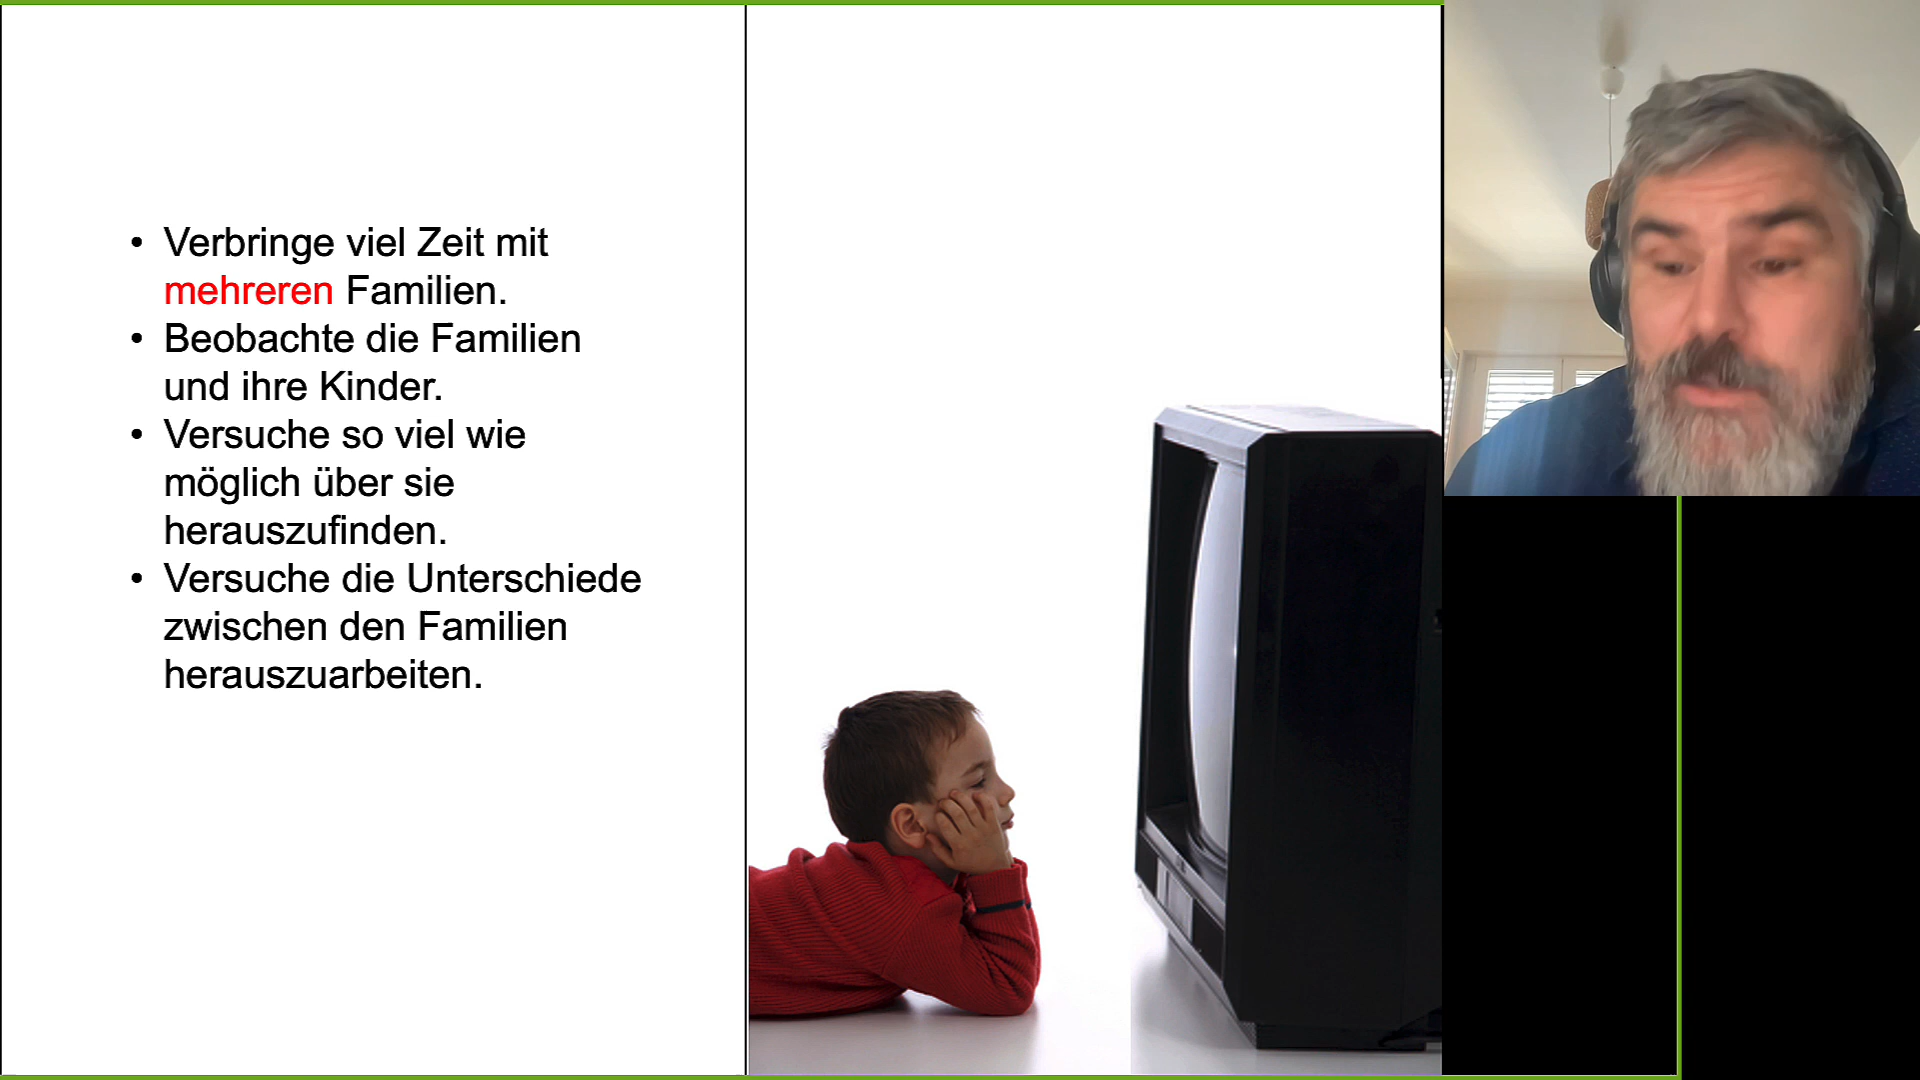 • Verbringe viel Zeit mit
mehreren Familien.
• Beobachte die Familien
und ihre Kinder.
• Versuche so viel wie
möglich über sie
herauszufinden.
• Versuche die Unterschiede
zwischen den Familien
herauszuarbeiten.